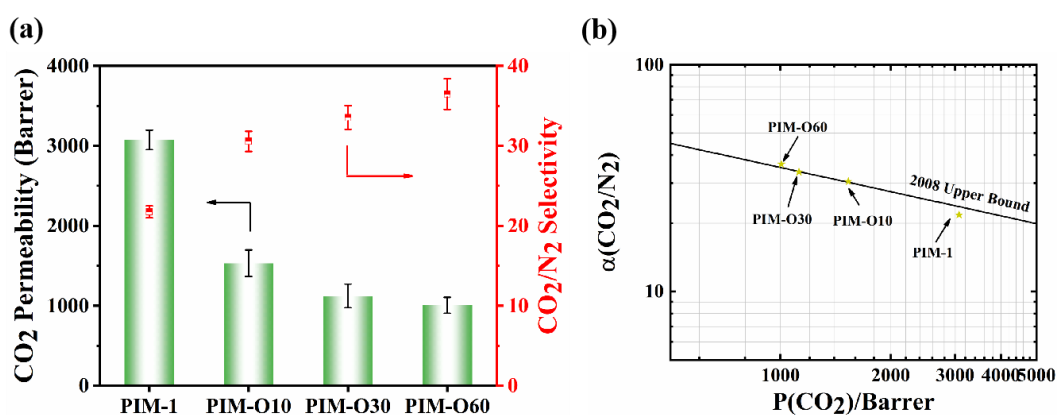 (a)
CO2 Permeability (Barrer)
4000
3000
2000
1000
0
PIM-1
PIM-O10
PIM-O30
PIM-O60
40
30
20
10
0
CO2/N2 Selectivity
(b)
α(CO2/N2)
100
10
PIM-O60
PIM-O30
PIM-O10
2008 Upper Bound
PIM-1
1000
2000
3000
4000
5000
P(CO2)/Barrer